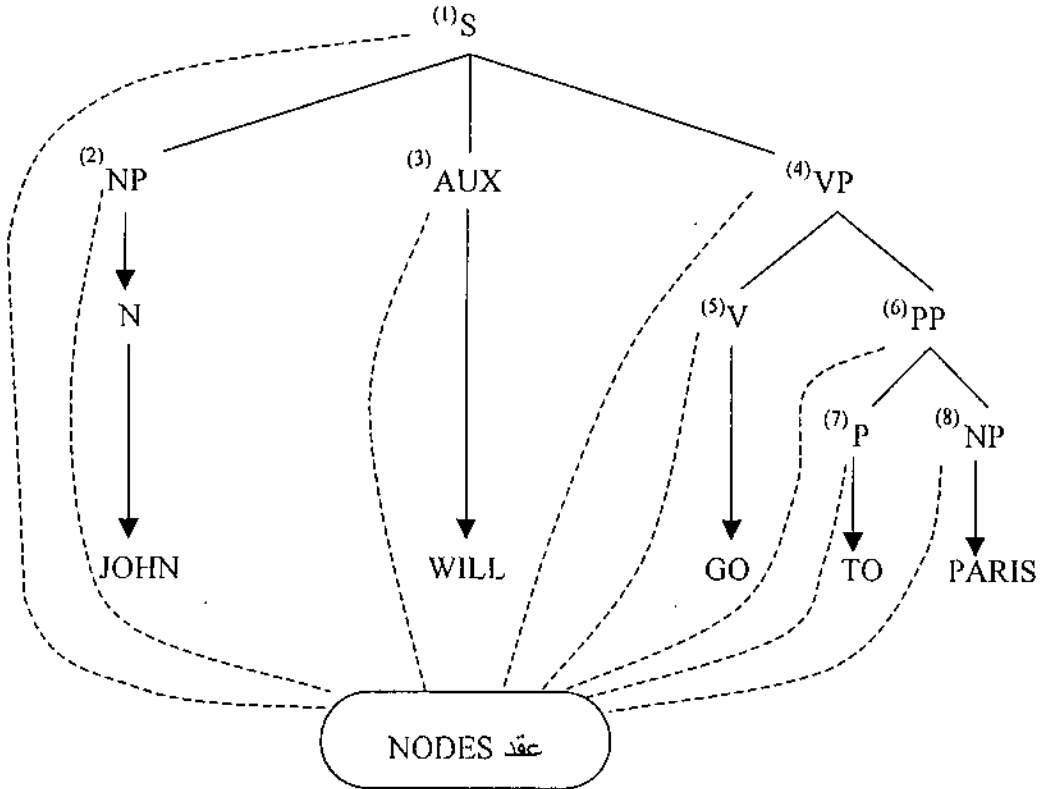 (1)S
(2)NP (3)AUX (4)VP
N (5)V (6)PP
(7)P (8)NP
JOHN WILL GO TO PARIS
NODES عقد